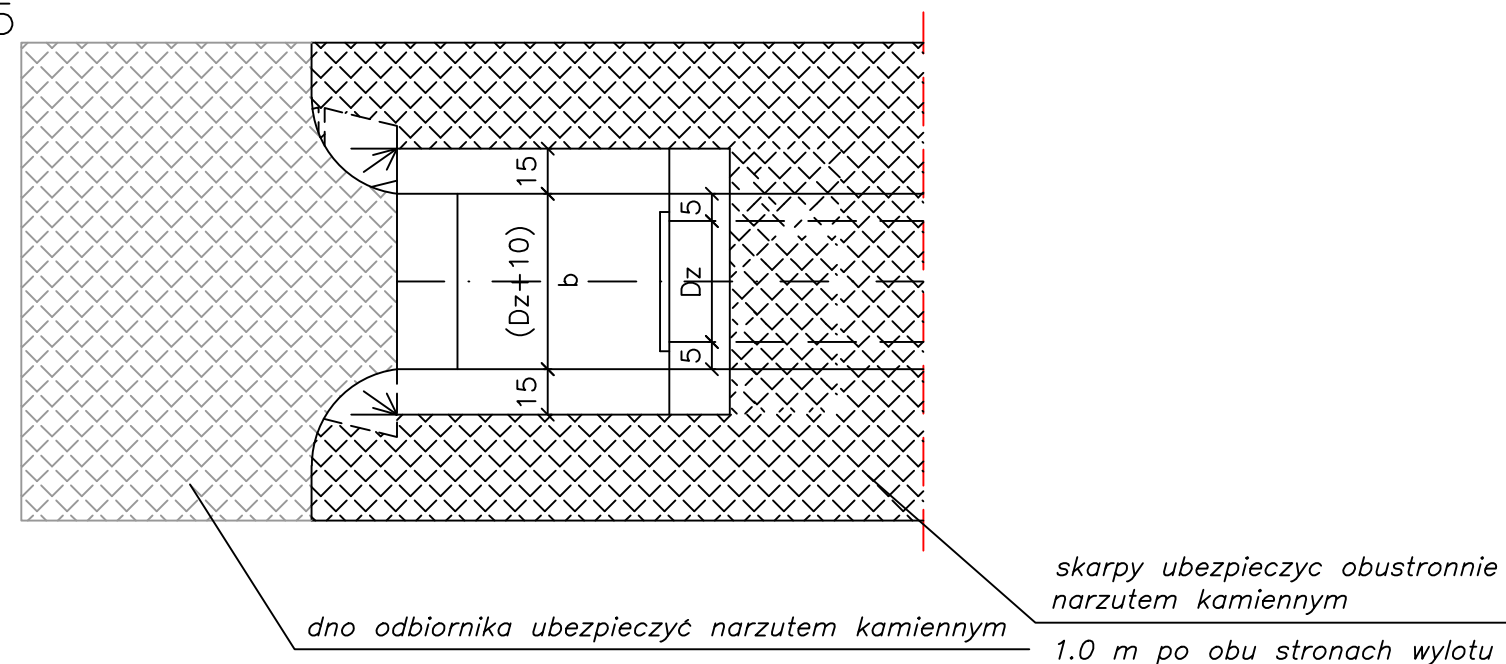 5
15
(Dz+10)
b
15
5
Dz
5
dno odbiornika ubezpieczyć narzutem kamiennym
skarpy ubezpieczyc obustronnie
narzutem kamiennym
1.0 m po obu stronach wylotu